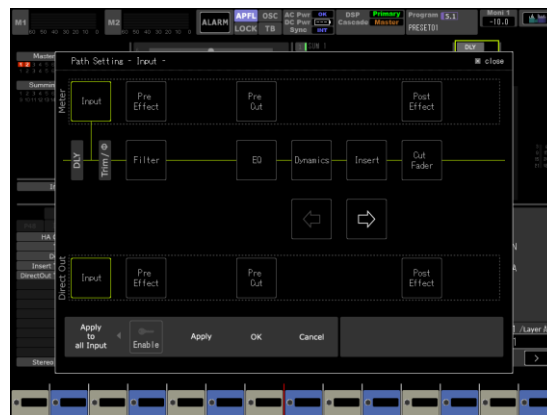 M1
M2
ALARM
APFL OSC
LOCK TB
AC Pwr OK
DC Pwr
Sync INT
DSP Primary
Cascade Master
Program [5.1]
PRESET01
Moni 1
-10.0
SUM 1
DLY
Master
Path Setting - Input -
close
Meter
Input
Pre
Effect
Pre
Cut
Post
Effect
DLY
Trim/Φ
Filter
EQ
Dynamics
Insert
Cut
Fader
Direct Out
Input
Pre
Effect
Pre
Cut
Post
Effect
Apply
to
all Input
Enable
Apply
OK
Cancel
HA
Insert
DirectOut
Stereo
/Layer